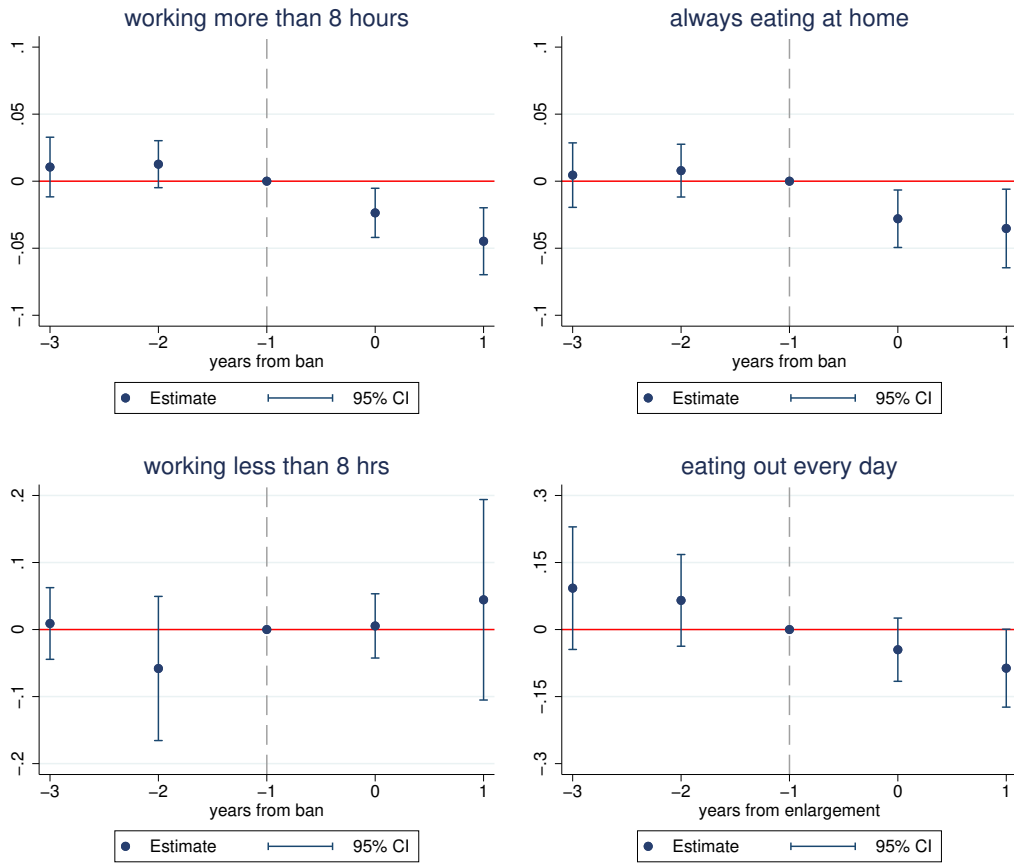 working more than 8 hours
.1
.05
0
−.05
−.1
−3 −2 −1 0 1
years from ban
Estimate 95% CI
always eating at home
.1
.05
0
−.05
−.1
−3 −2 −1 0 1
years from ban
Estimate 95% CI
working less than 8 hrs
.2
.1
0
−.1
−.2
−3 −2 −1 0 1
years from ban
Estimate 95% CI
eating out every day
.3
.15
0
−.15
−.3
−3 −2 −1 0 1
years from enlargement
Estimate 95% CI